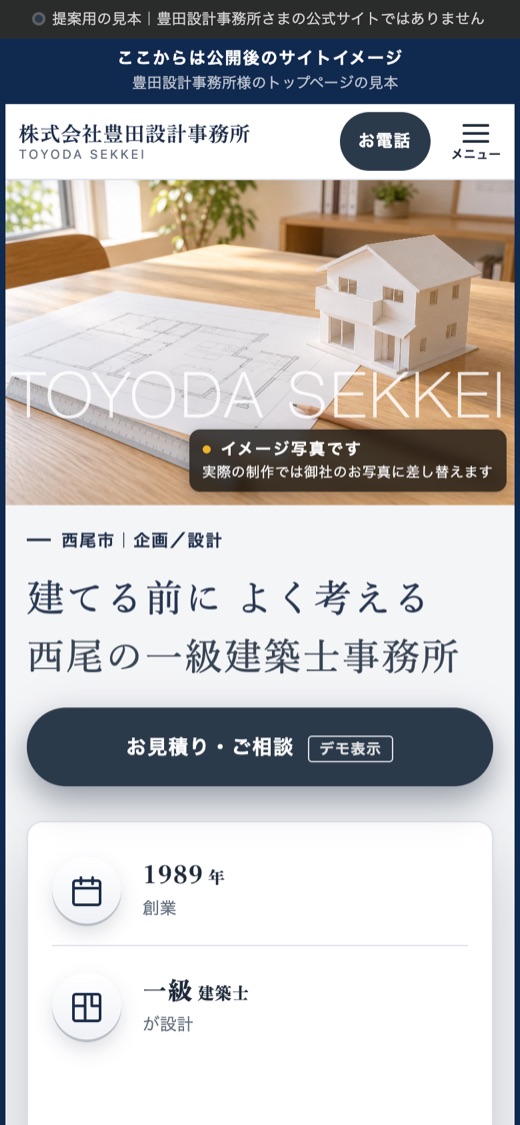 提案用の見本｜豊田設計事務所さまの公式サイトではありません
ここからは公開後のサイトイメージ
豊田設計事務所様のトップページの見本
株式会社豊田設計事務所
TOYODA SEKKEI
お電話
メニュー
TOYODA SEKKEI
イメージ写真です
実際の制作では御社のお写真に差し替えます
西尾市｜企画／設計
建てる前に よく考える
西尾の一級建築士事務所
お見積り・ご相談 デモ表示
1989 年
創業
一級 建築士
が設計